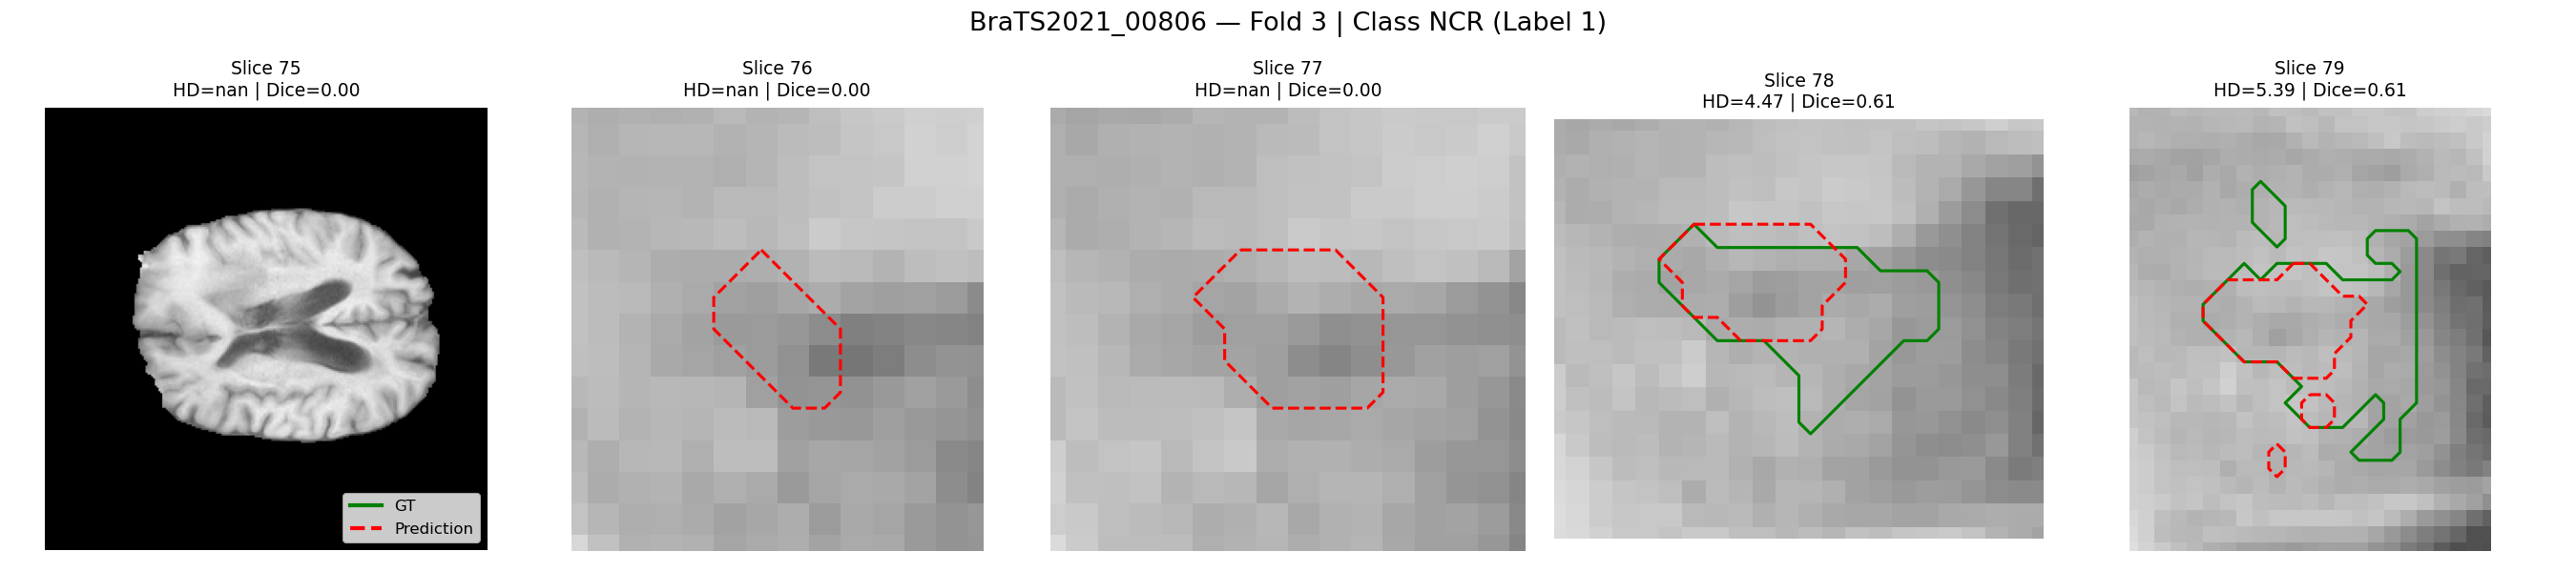 BraTS2021_00806 — Fold 3 | Class NCR (Label 1)
Slice 75
HD=nan | Dice=0.00
Slice 76
HD=nan | Dice=0.00
Slice 77
HD=nan | Dice=0.00
Slice 78
HD=4.47 | Dice=0.61
Slice 79
HD=5.39 | Dice=0.61
GT
Prediction